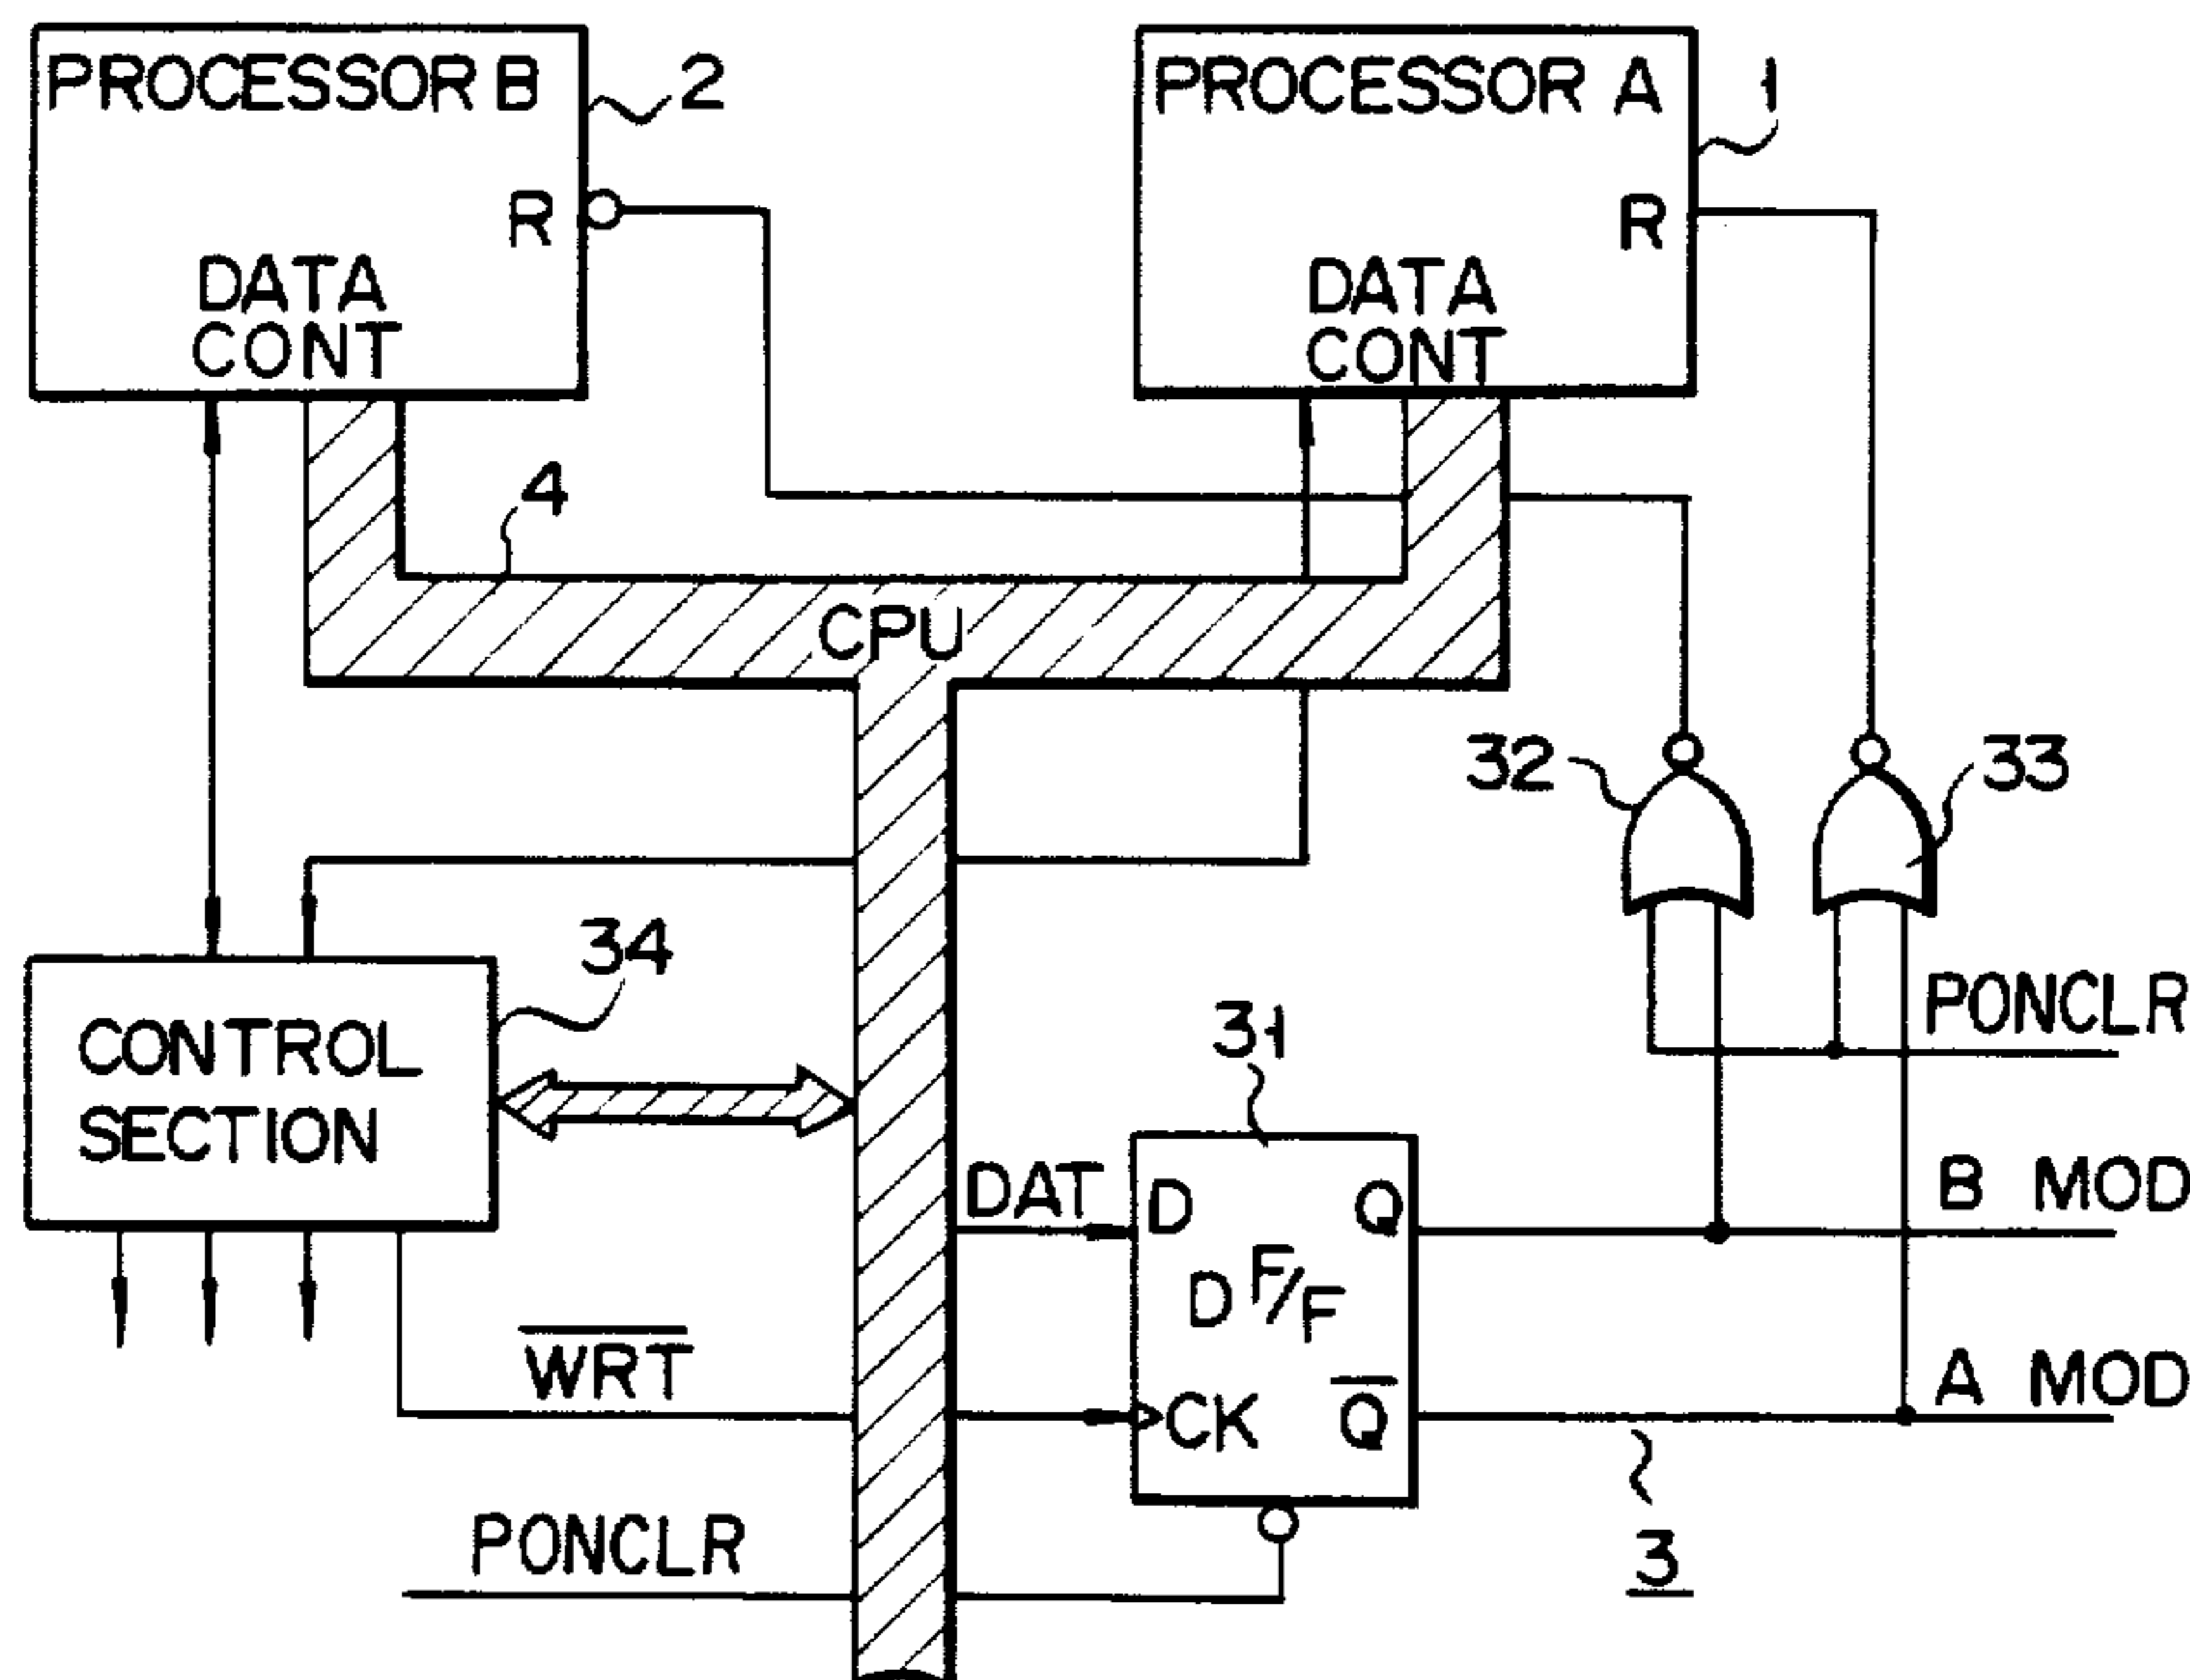 PROCESSOR B
2
R
DATA
CONT
PROCESSOR A
1
R
DATA
CONT
4
CPU
32
33
34
CONTROL
SECTION
31
PONCLR
DAT
D
Q
D F/F
B MOD
W̅R̅T̅
CK
Q̅
A MOD
PONCLR
3